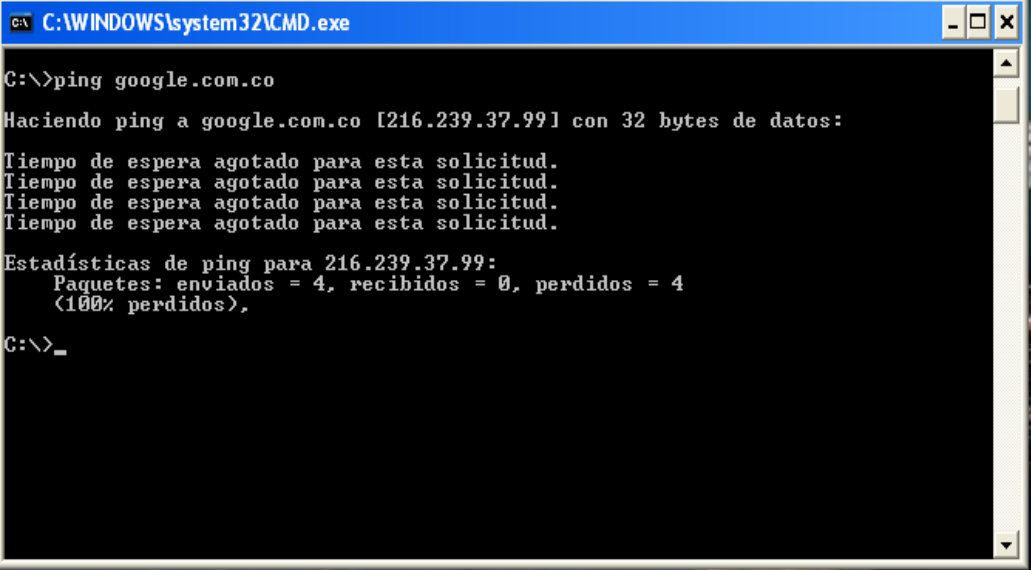 C:\WINDOWS\system32\CMD.exe
C:\>ping google.com.co
Haciendo ping a google.com.co [216.239.37.99] con 32 bytes de datos:
Tiempo de espera agotado para esta solicitud.
Tiempo de espera agotado para esta solicitud.
Tiempo de espera agotado para esta solicitud.
Tiempo de espera agotado para esta solicitud.
Estadísticas de ping para 216.239.37.99:
Paquetes: enviados = 4, recibidos = 0, perdidos = 4
(100% perdidos),
C:\>_